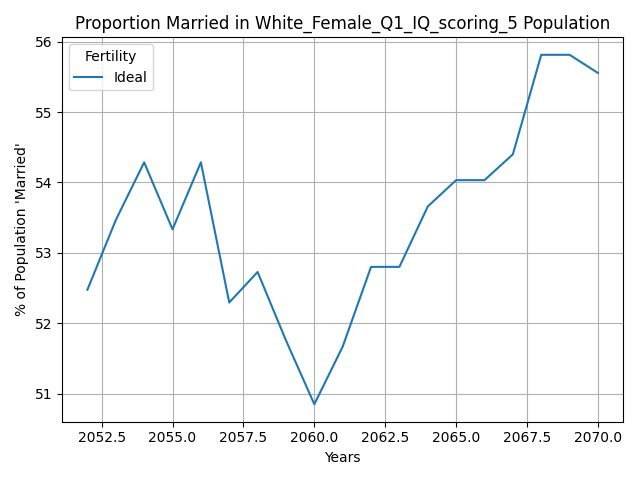 Proportion Married in White_Female_Q1_IQ_scoring_5 Population
Fertility
Ideal
% of Population 'Married'
56
55
54
53
52
51
2052.5 2055.0 2057.5 2060.0 2062.5 2065.0 2067.5 2070.0
Years